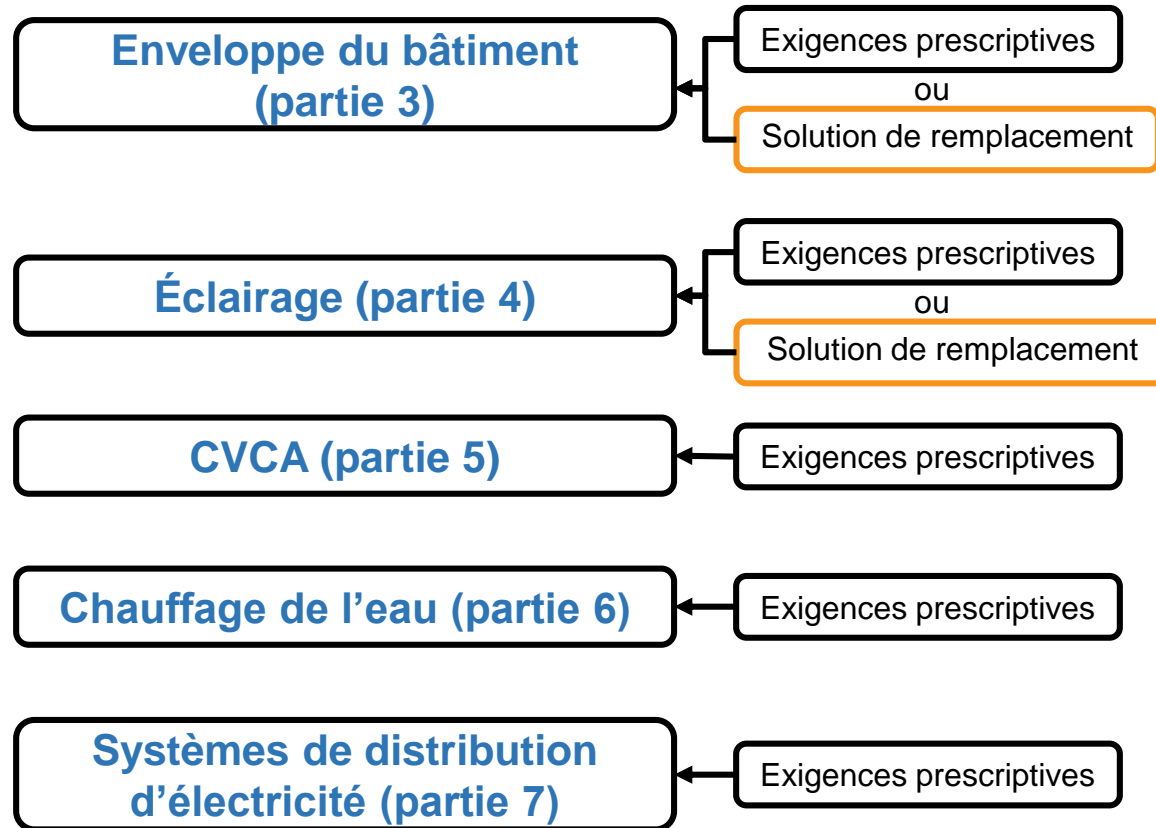 Enveloppe du bâtiment
(partie 3)
Exigences prescriptives
ou
Solution de remplacement
Éclairage (partie 4)
Exigences prescriptives
ou
Solution de remplacement
CVCA (partie 5)
Exigences prescriptives
Chauffage de l’eau (partie 6)
Exigences prescriptives
Systèmes de distribution
d’électricité (partie 7)
Exigences prescriptives